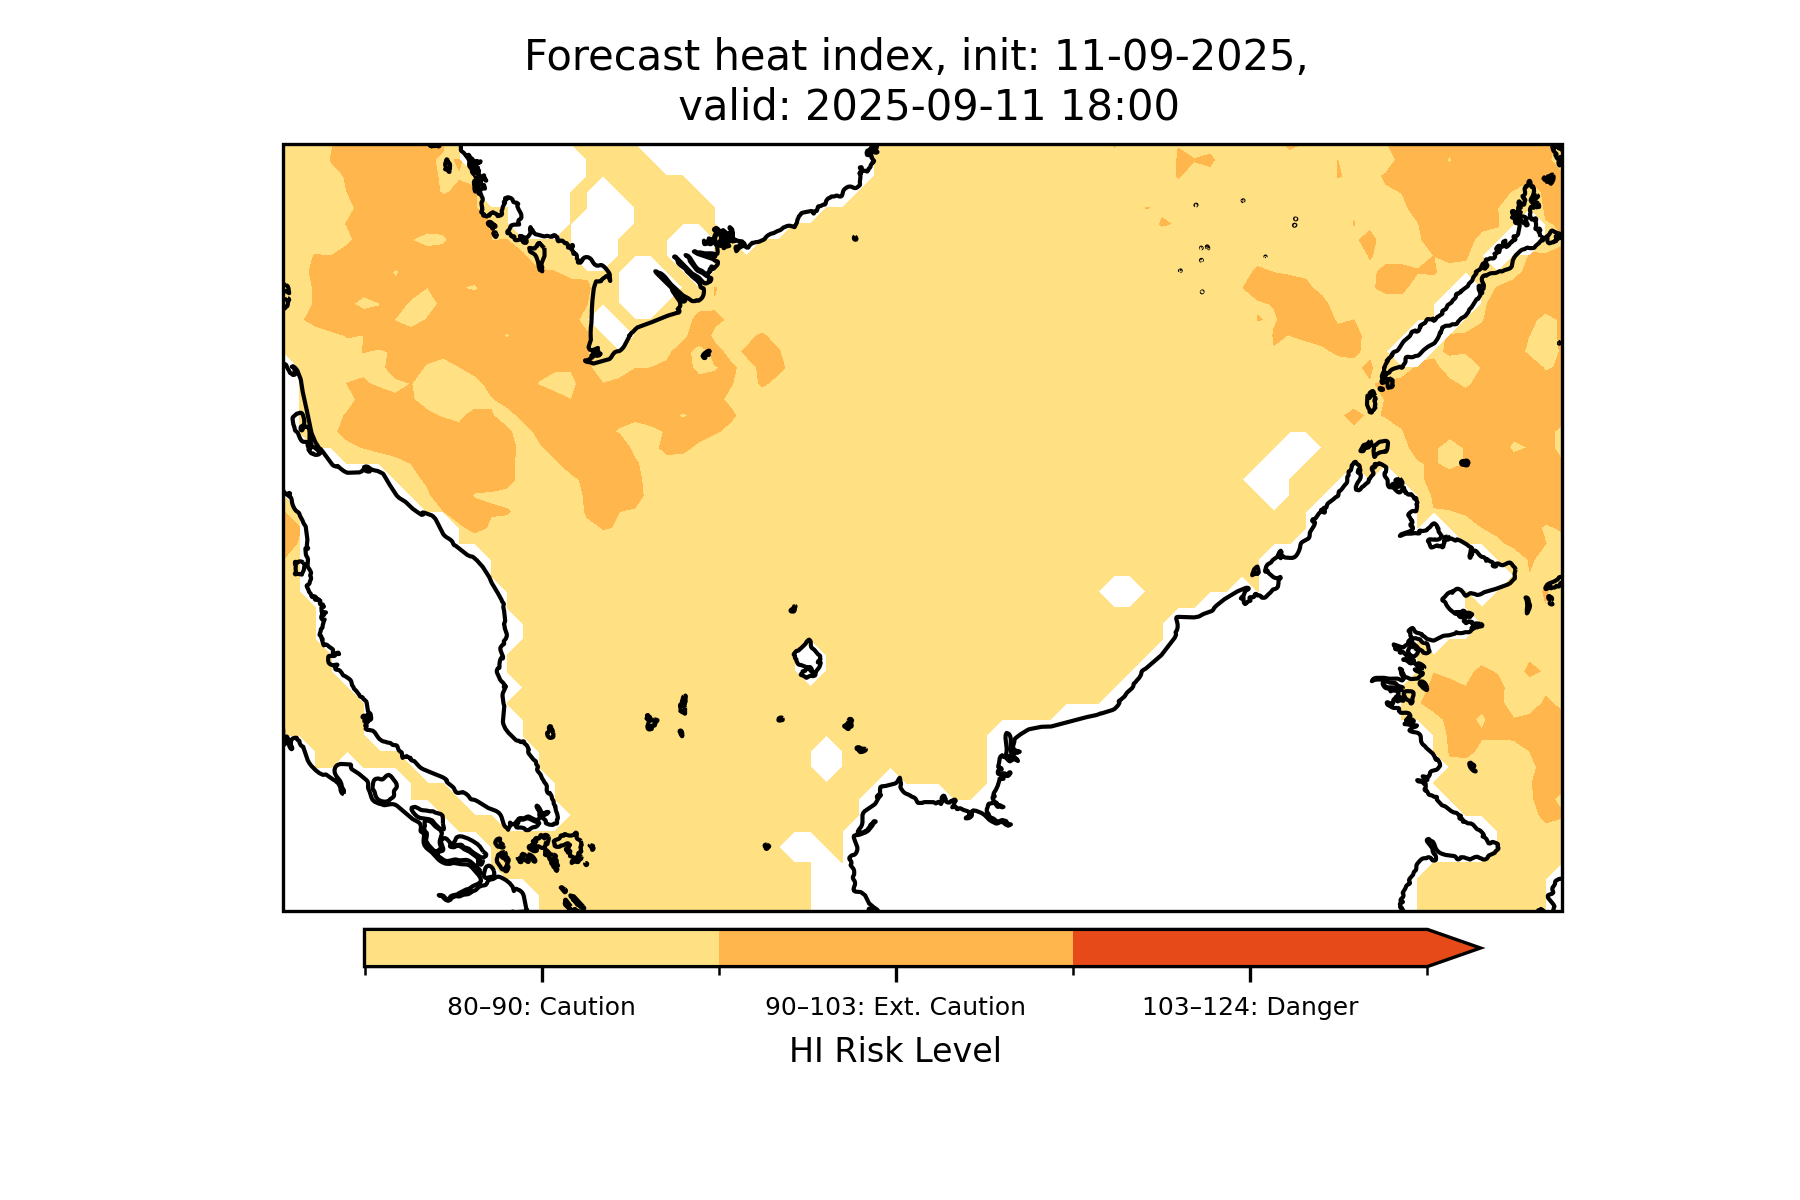 Forecast heat index, init: 11-09-2025,
valid: 2025-09-11 18:00
80–90: Caution
90–103: Ext. Caution
103–124: Danger
HI Risk Level